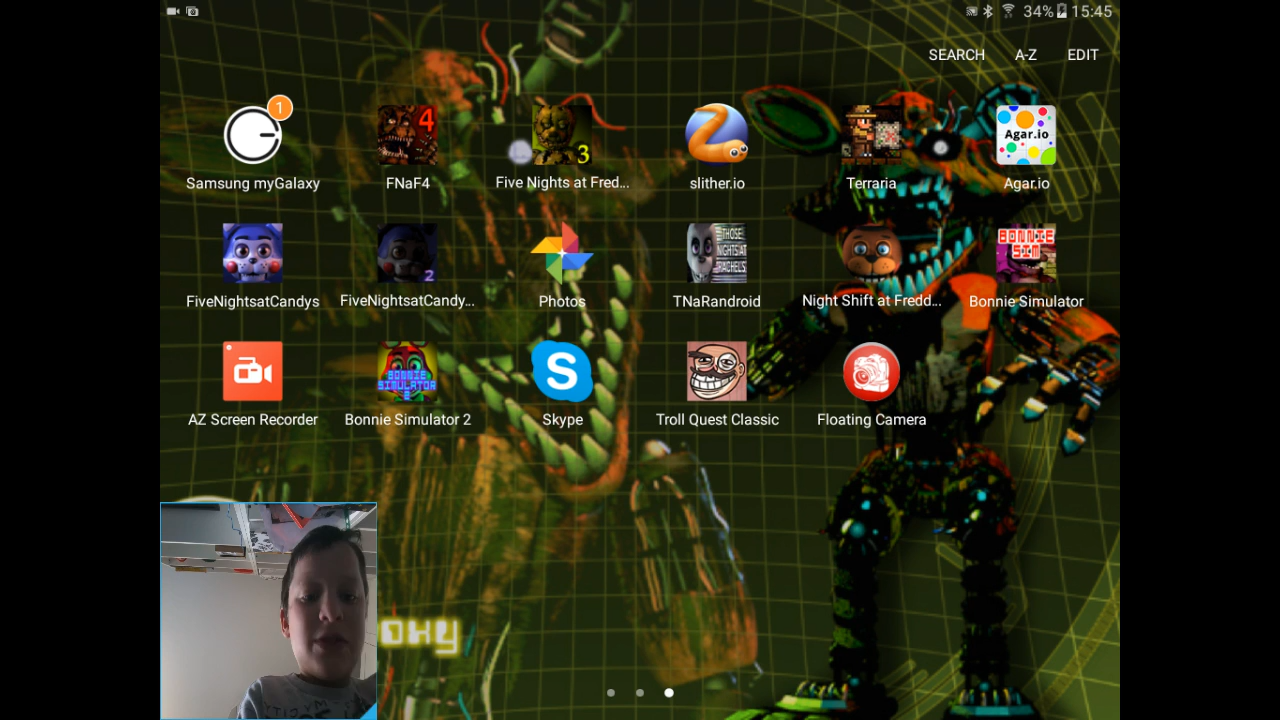 34% 15:45
SEARCH A-Z EDIT
1
4
3
Agar.io
Samsung myGalaxy FNaF4 Five Nights at Fred... slither.io Terraria Agar.io
2
THOSE
NIGHTS AT
RACHEL'S
BONNIE
SIM
FiveNightsatCandys FiveNightsatCandy... Photos TNaRandroid Night Shift at Fredd... Bonnie Simulator
BONNIE
SIMULATOR
2
S
AZ Screen Recorder Bonnie Simulator 2 Skype Troll Quest Classic Floating Camera
oxy